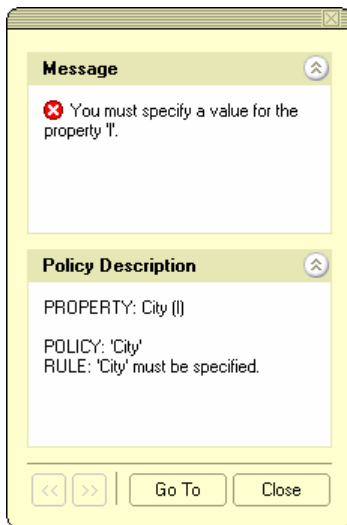 Message
You must specify a value for the
property 'l'.
Policy Description
PROPERTY: City (l)
POLICY: 'City'
RULE: 'City' must be specified.
<< >> Go To Close